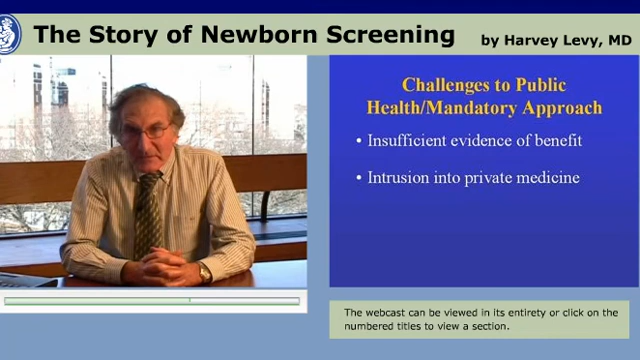 The Story of Newborn Screening
by Harvey Levy, MD
Challenges to Public
Health/Mandatory Approach
• Insufficient evidence of benefit
• Intrusion into private medicine
The webcast can be viewed in its entirety or click on the
numbered titles to view a section.